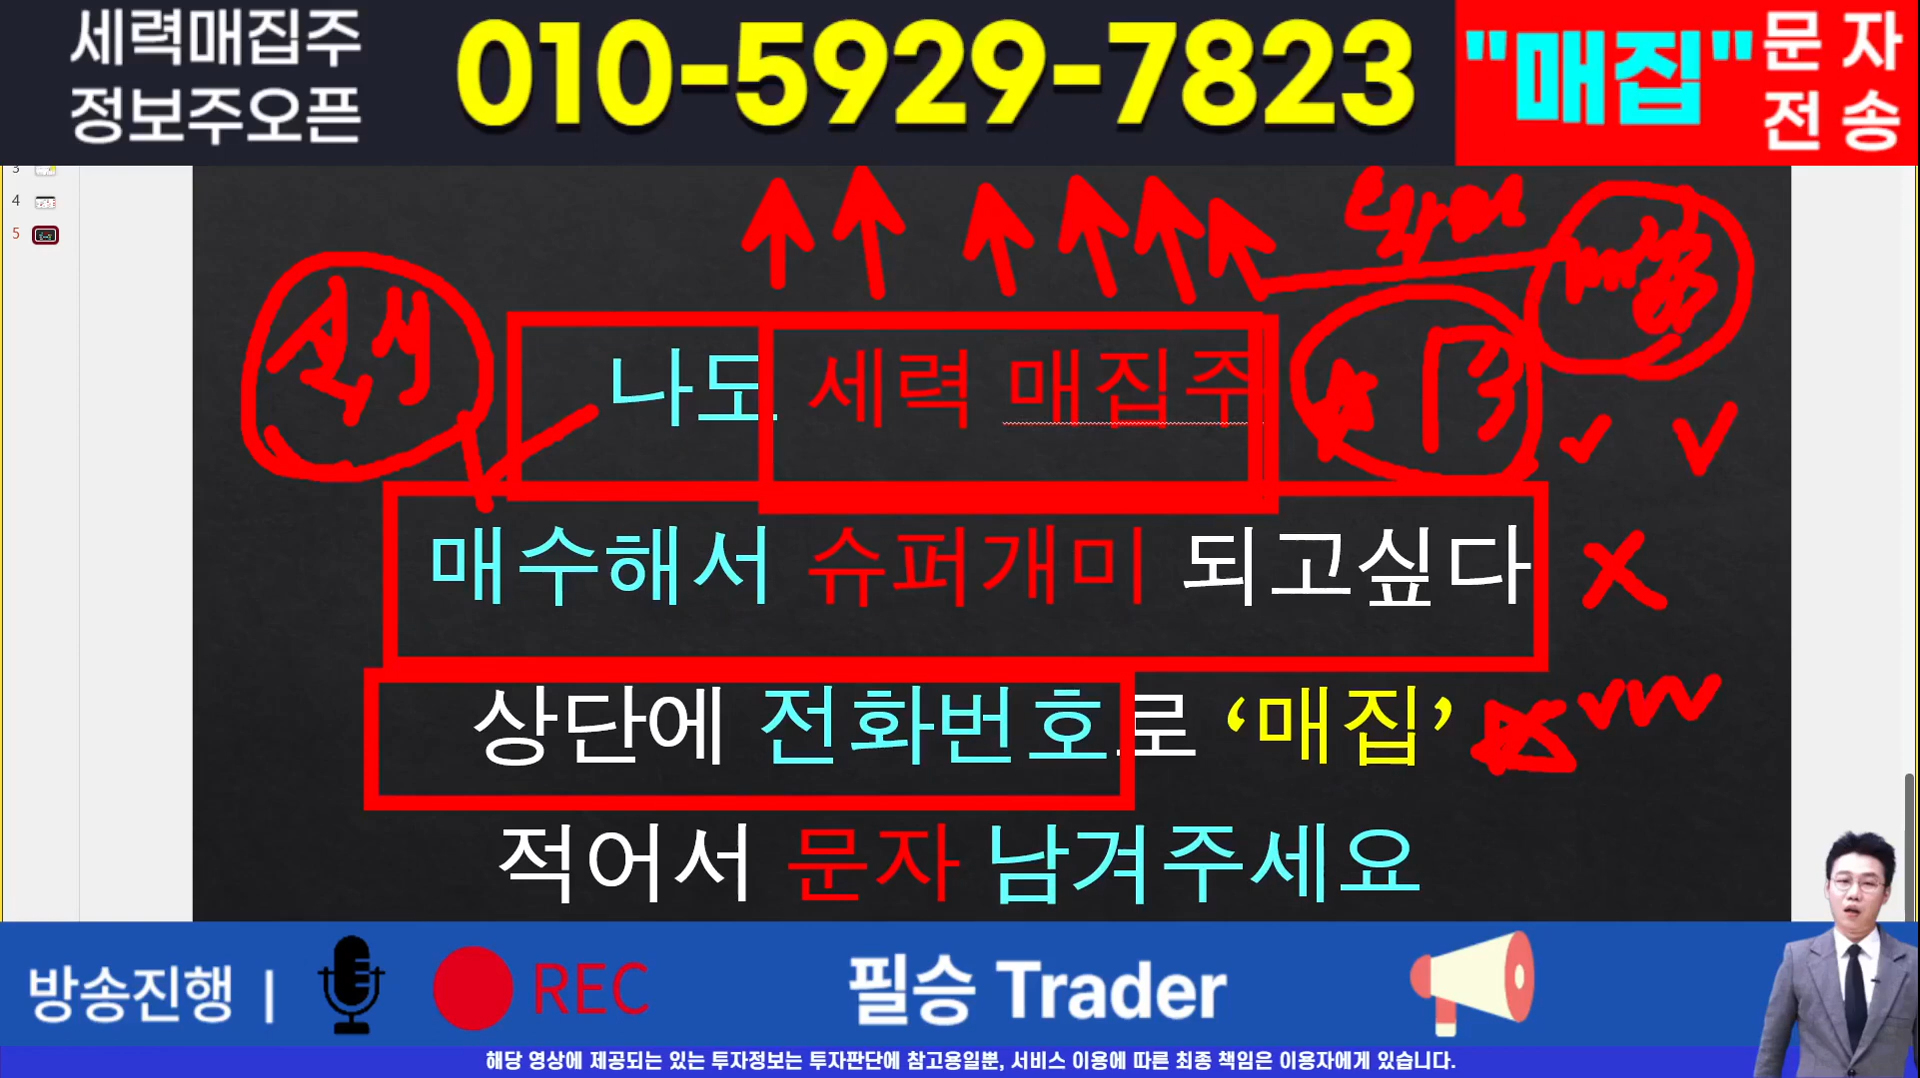 세력매집주
정보주오픈
010-5929-7823
"매집"
문자
전송
3
4
5
나도 세력 매집주
매수해서 슈퍼개미 되고싶다
상단에 전화번호로 ‘매집’
적어서 문자 남겨주세요
방송진행 |
REC
필승 Trader
해당 영상에 제공되는 있는 투자정보는 투자판단에 참고용일뿐, 서비스 이용에 따른 최종 책임은 이용자에게 있습니다.